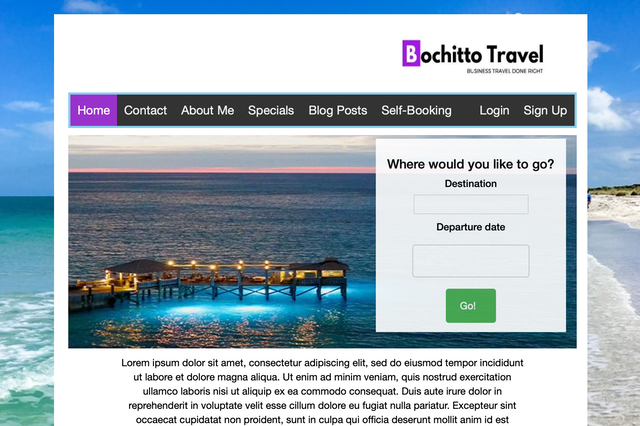 Bochitto Travel
BUSINESS TRAVEL DONE RIGHT
Home Contact About Me Specials Blog Posts Self-Booking Login Sign Up
Where would you like to go?
Destination
Departure date
Go!
Lorem ipsum dolor sit amet, consectetur adipiscing elit, sed do eiusmod tempor incididunt
ut labore et dolore magna aliqua. Ut enim ad minim veniam, quis nostrud exercitation
ullamco laboris nisi ut aliquip ex ea commodo consequat. Duis aute irure dolor in
reprehenderit in voluptate velit esse cillum dolore eu fugiat nulla pariatur. Excepteur sint
occaecat cupidatat non proident, sunt in culpa qui officia deserunt mollit anim id est